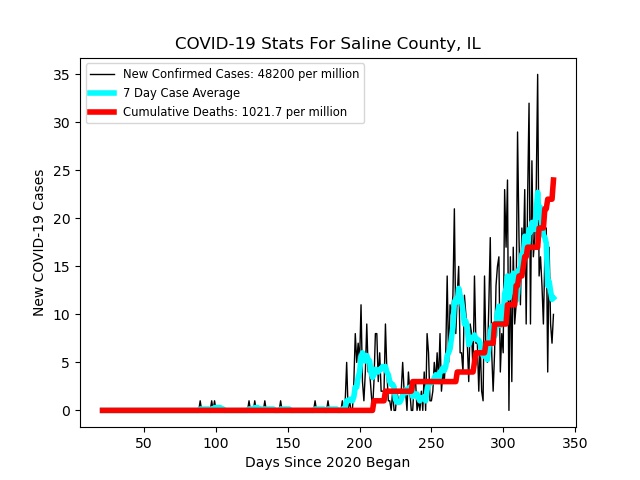 COVID-19 Stats For Saline County, IL
New Confirmed Cases: 48200 per million
7 Day Case Average
Cumulative Deaths: 1021.7 per million
New COVID-19 Cases
35
30
25
20
15
10
5
0
50 100 150 200 250 300 350
Days Since 2020 Began